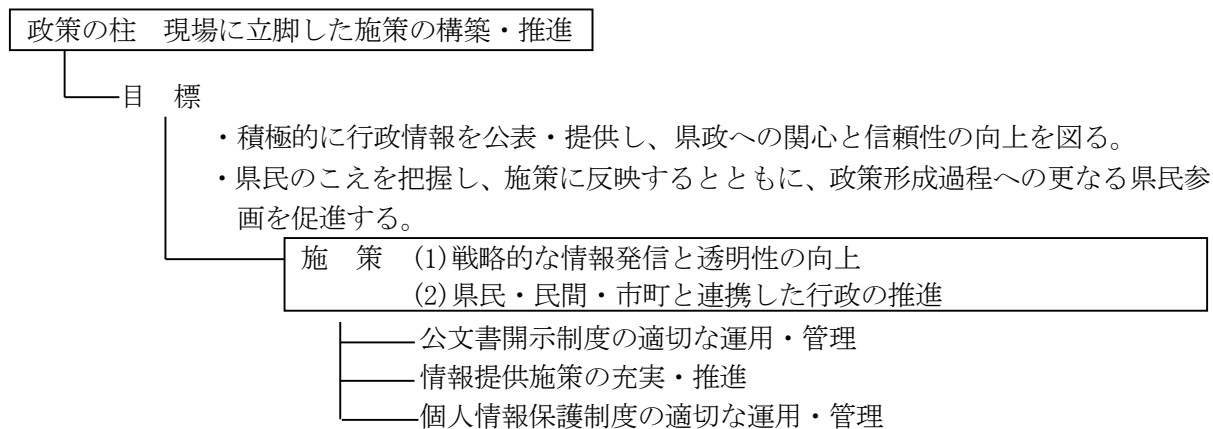 政策の柱　現場に立脚した施策の構築・推進
目　標
・積極的に行政情報を公表・提供し、県政への関心と信頼性の向上を図る。
・県民のこえを把握し、施策に反映するとともに、政策形成過程への更なる県民参
画を促進する。
施　策　(1)戦略的な情報発信と透明性の向上
(2)県民・民間・市町と連携した行政の推進
公文書開示制度の適切な運用・管理
情報提供施策の充実・推進
個人情報保護制度の適切な運用・管理